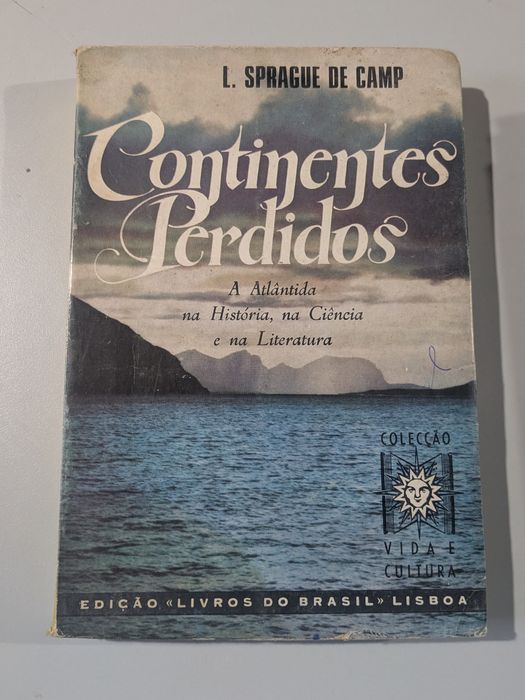 L. SPRAGUE DE CAMP
Continentes
Perdidos
A Atlântida
na História, na Ciência
e na Literatura
COLECÇÃO
VIDA E
CULTURA
EDIÇÃO «LIVROS DO BRASIL» LISBOA